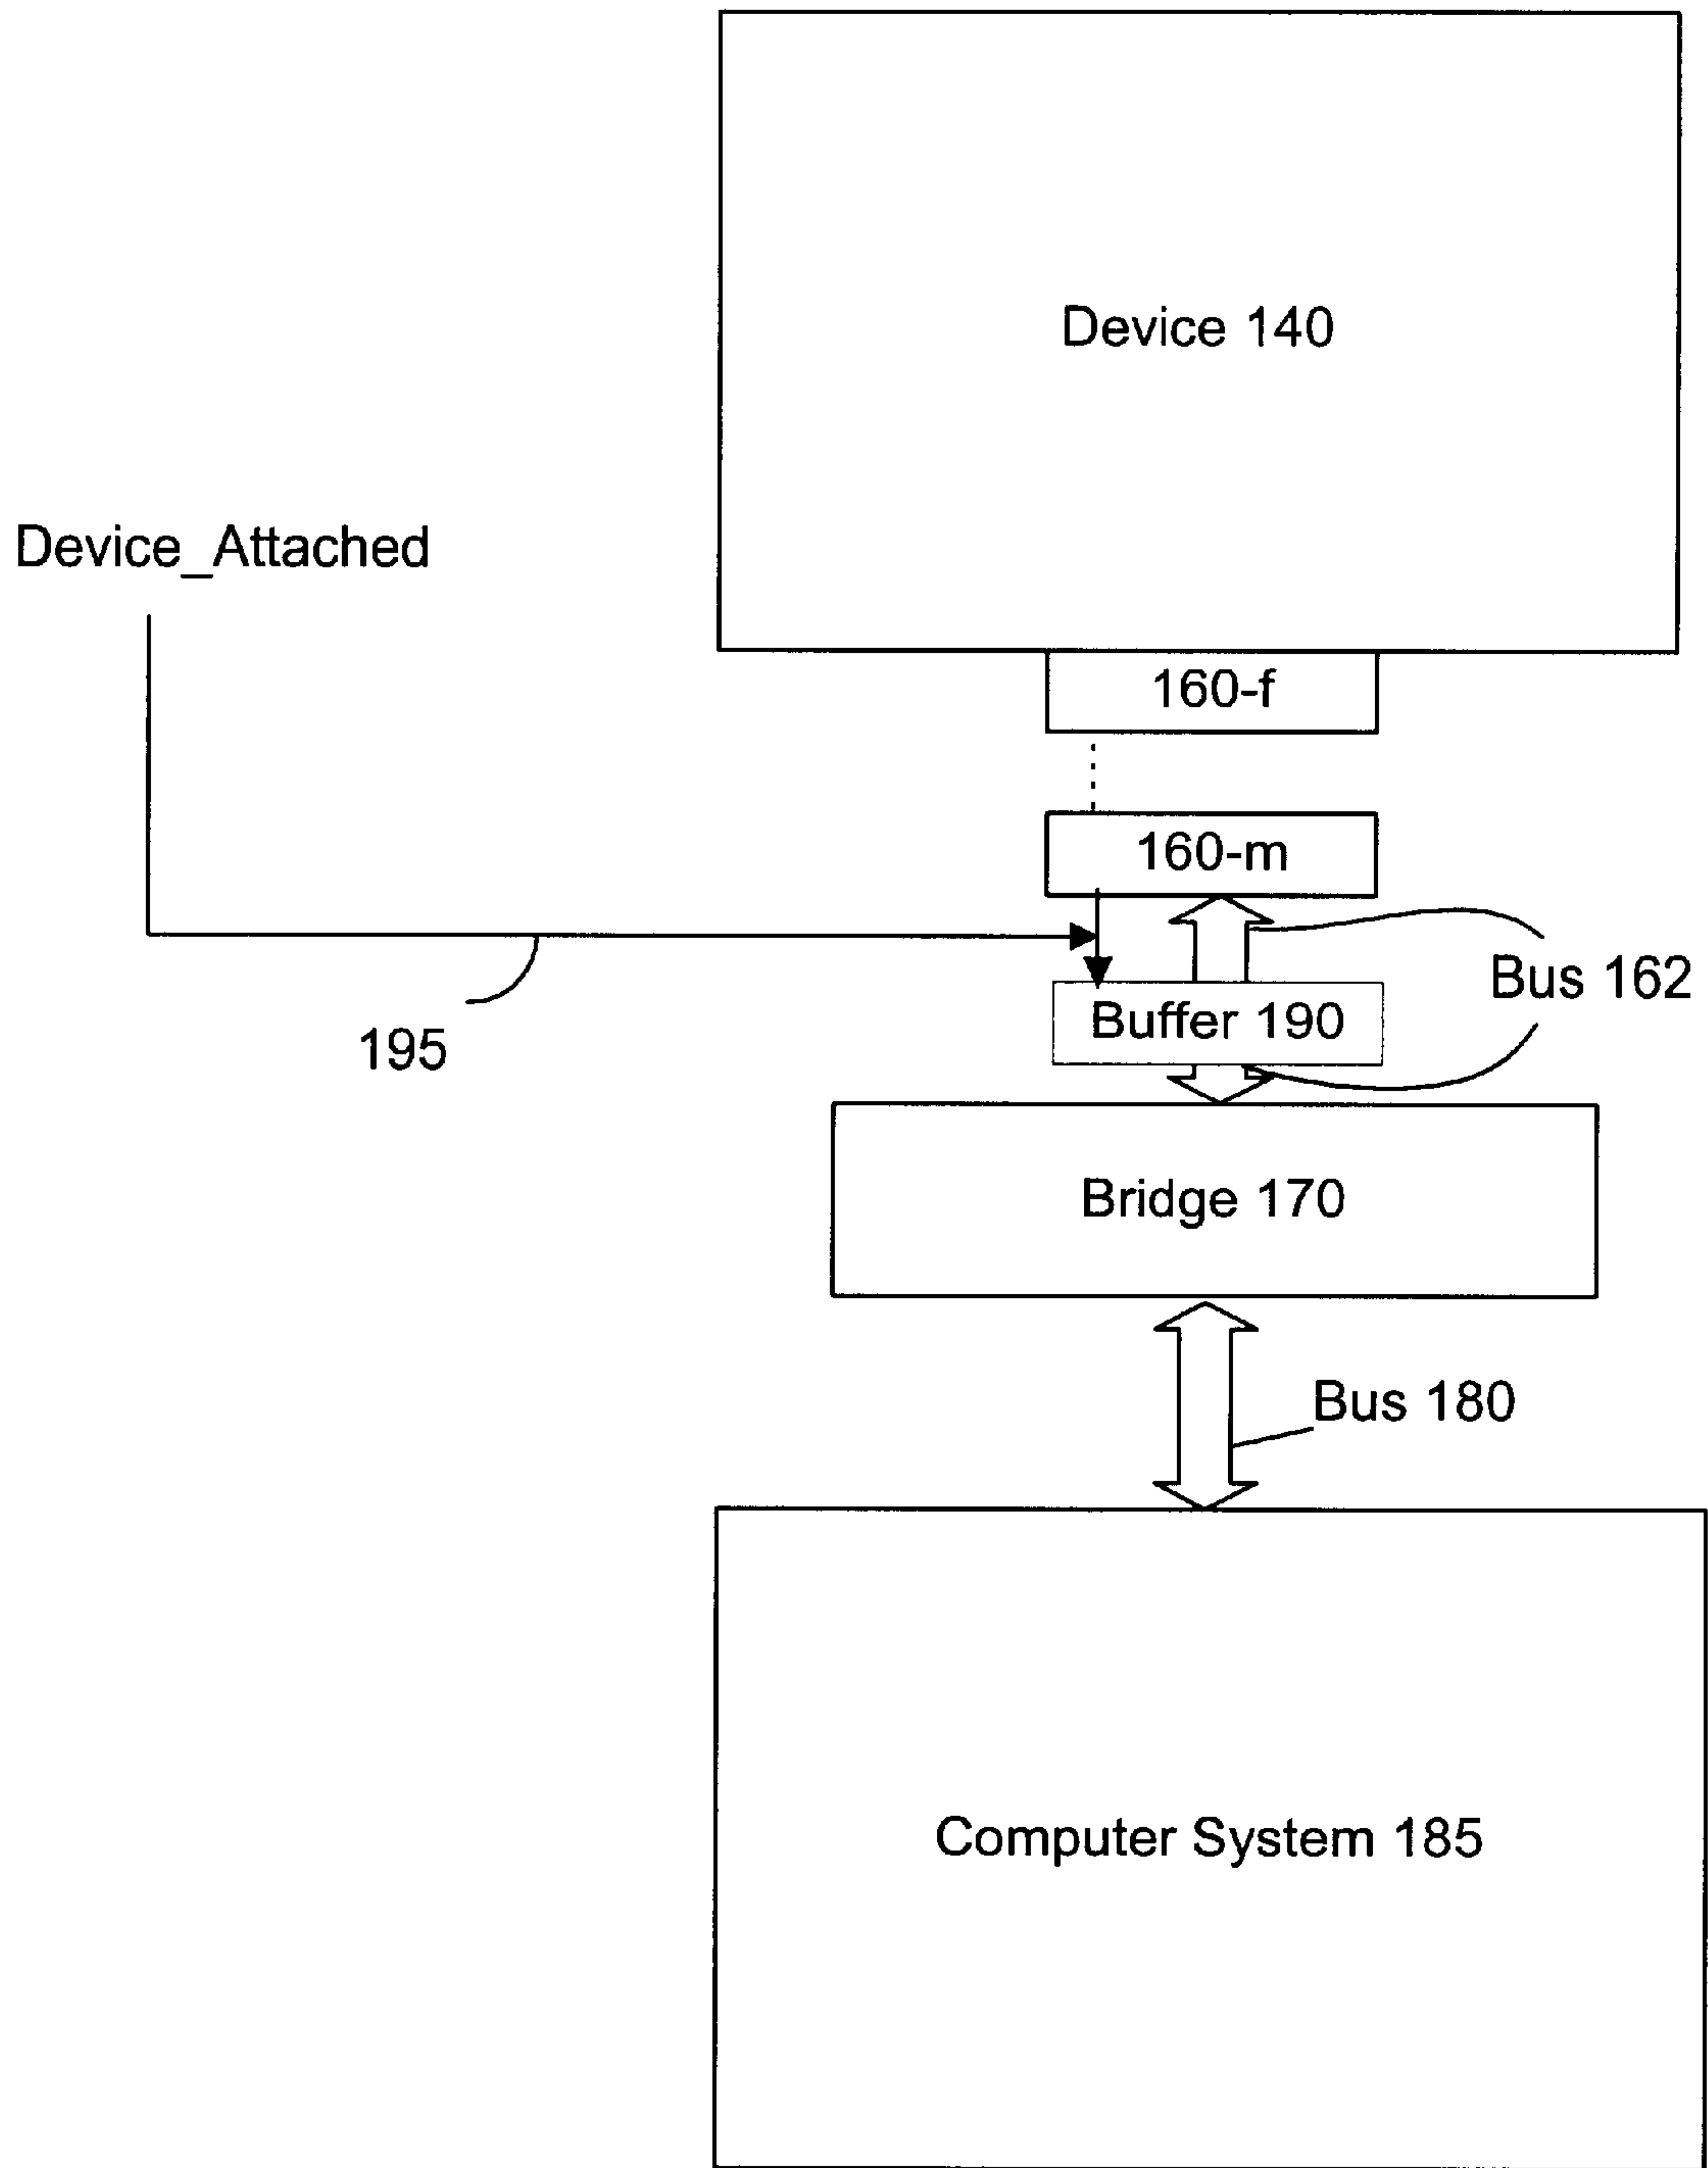 Device 140
Device_Attached
160-f
160-m
Bus 162
Buffer 190
195
Bridge 170
Bus 180
Computer System 185